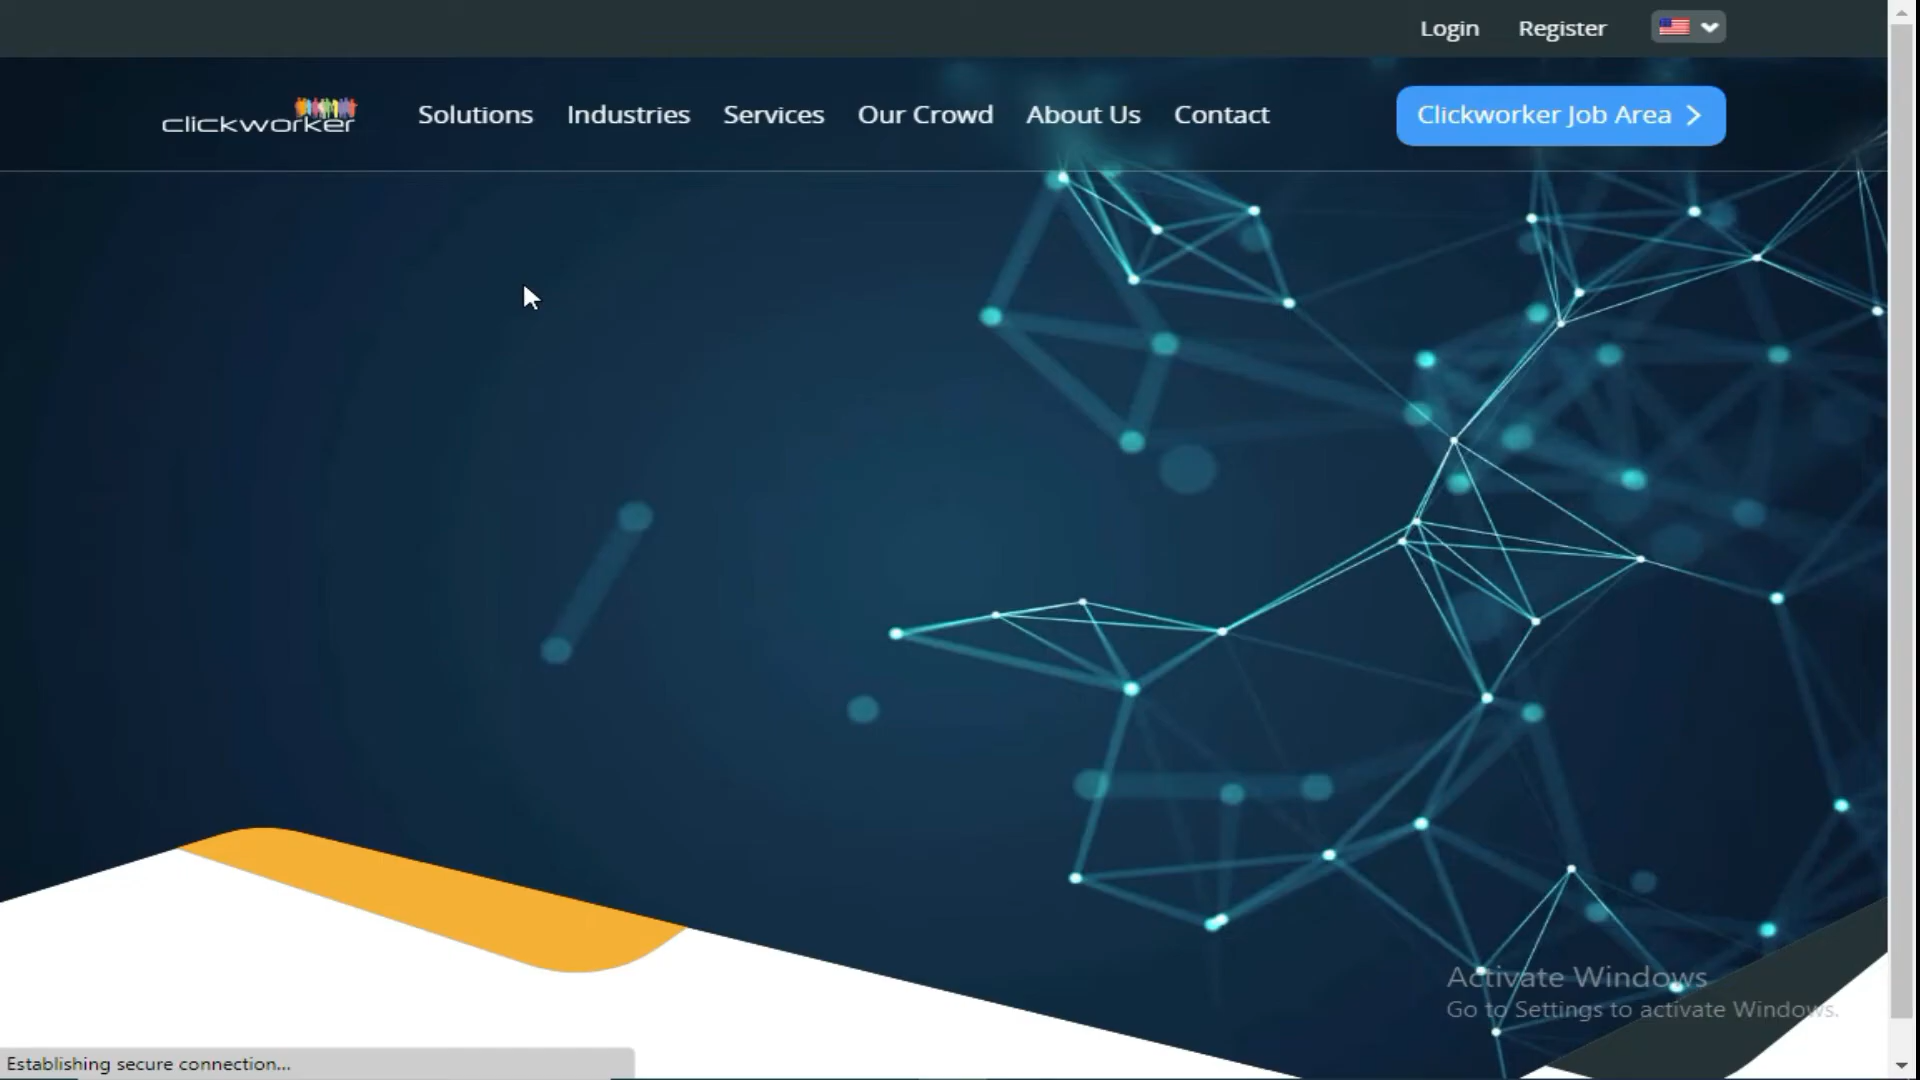 Login Register
clickworker Solutions Industries Services Our Crowd About Us Contact Clickworker Job Area
Activate Windows
Go to Settings to activate Windows.
Establishing secure connection...